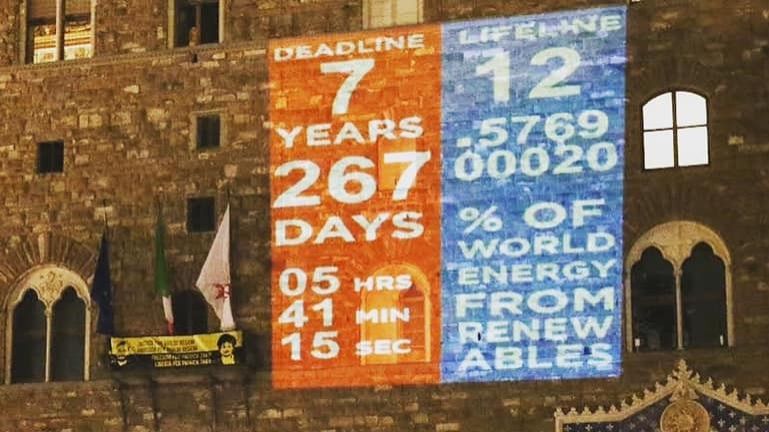 DEADLINE
7
YEARS
267
DAYS
05 HRS
41 MIN
15 SEC
LIFELINE
12
.5769
00020
% OF
WORLD
ENERGY
FROM
RENEW
ABLES